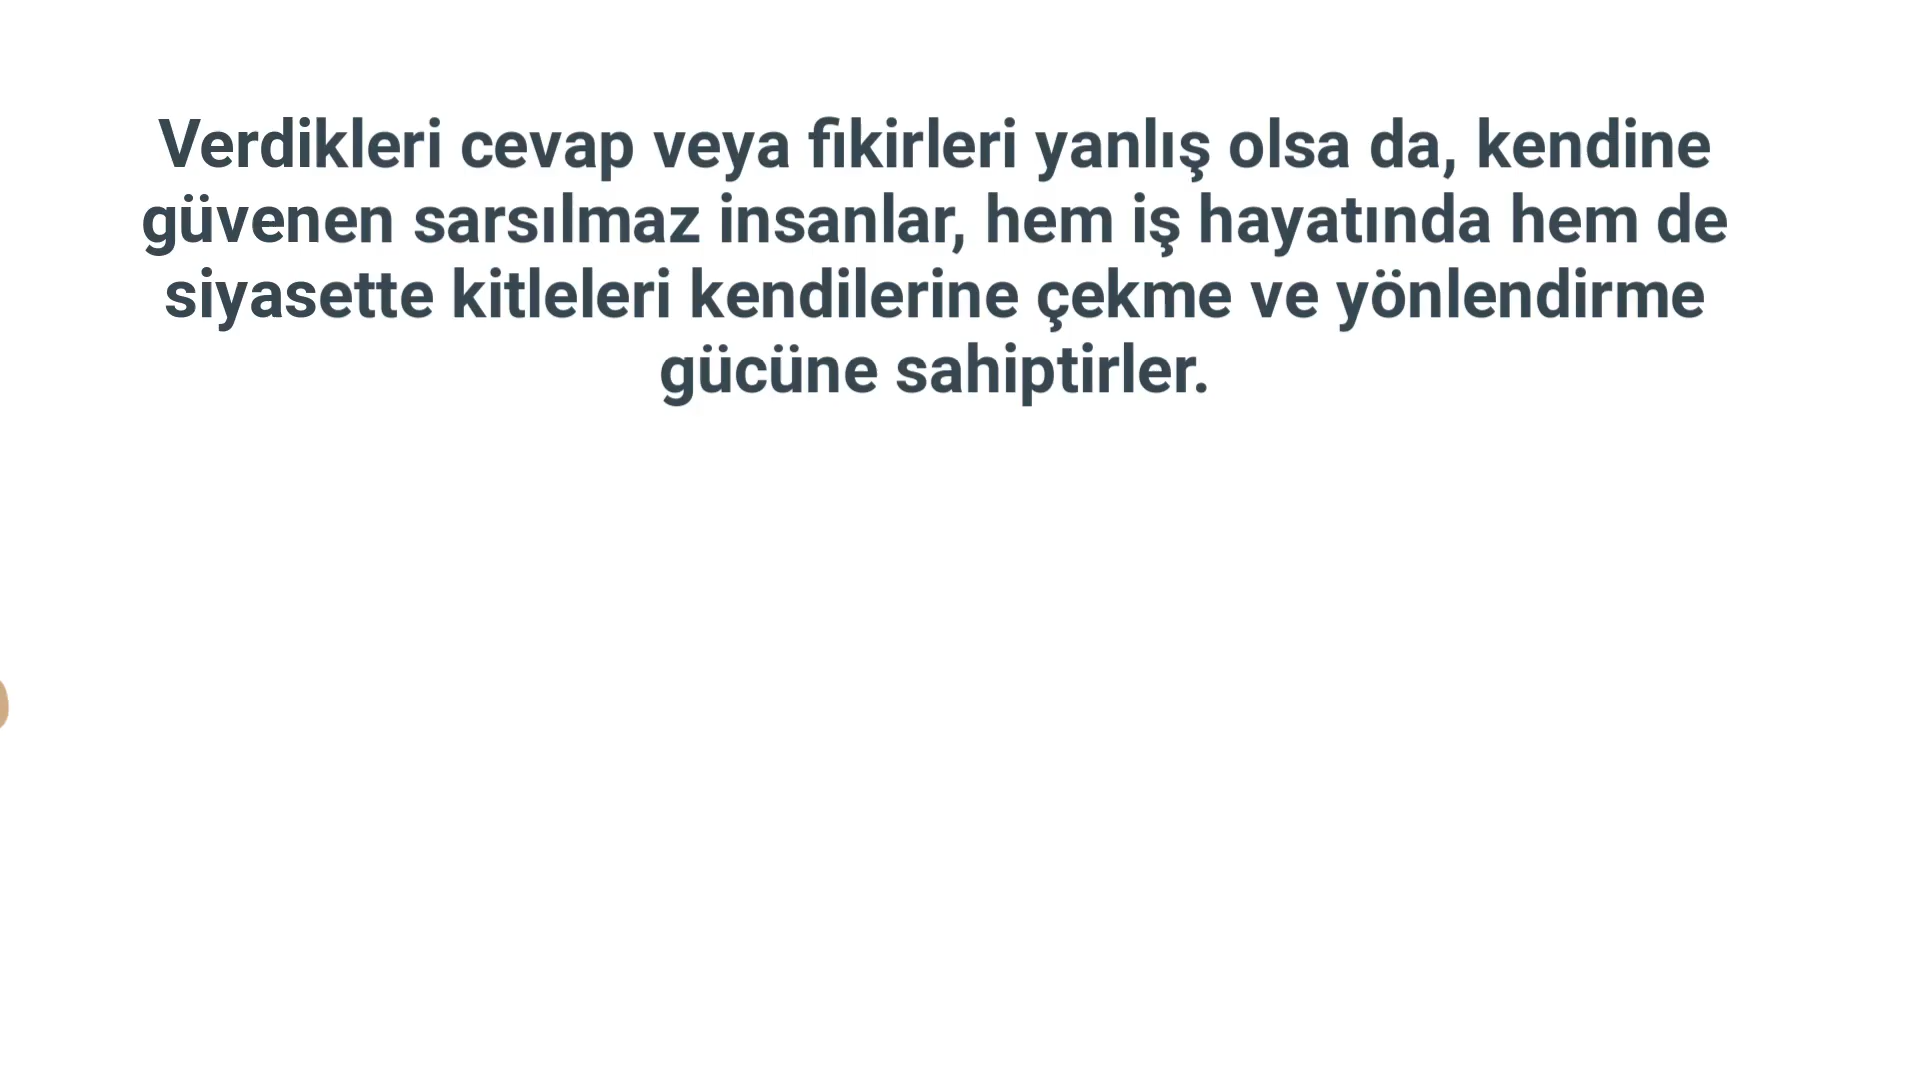 Verdikleri cevap veya fikirleri yanlış olsa da, kendine
güvenen sarsılmaz insanlar, hem iş hayatında hem de
siyasette kitleleri kendilerine çekme ve yönlendirme
gücüne sahiptirler.